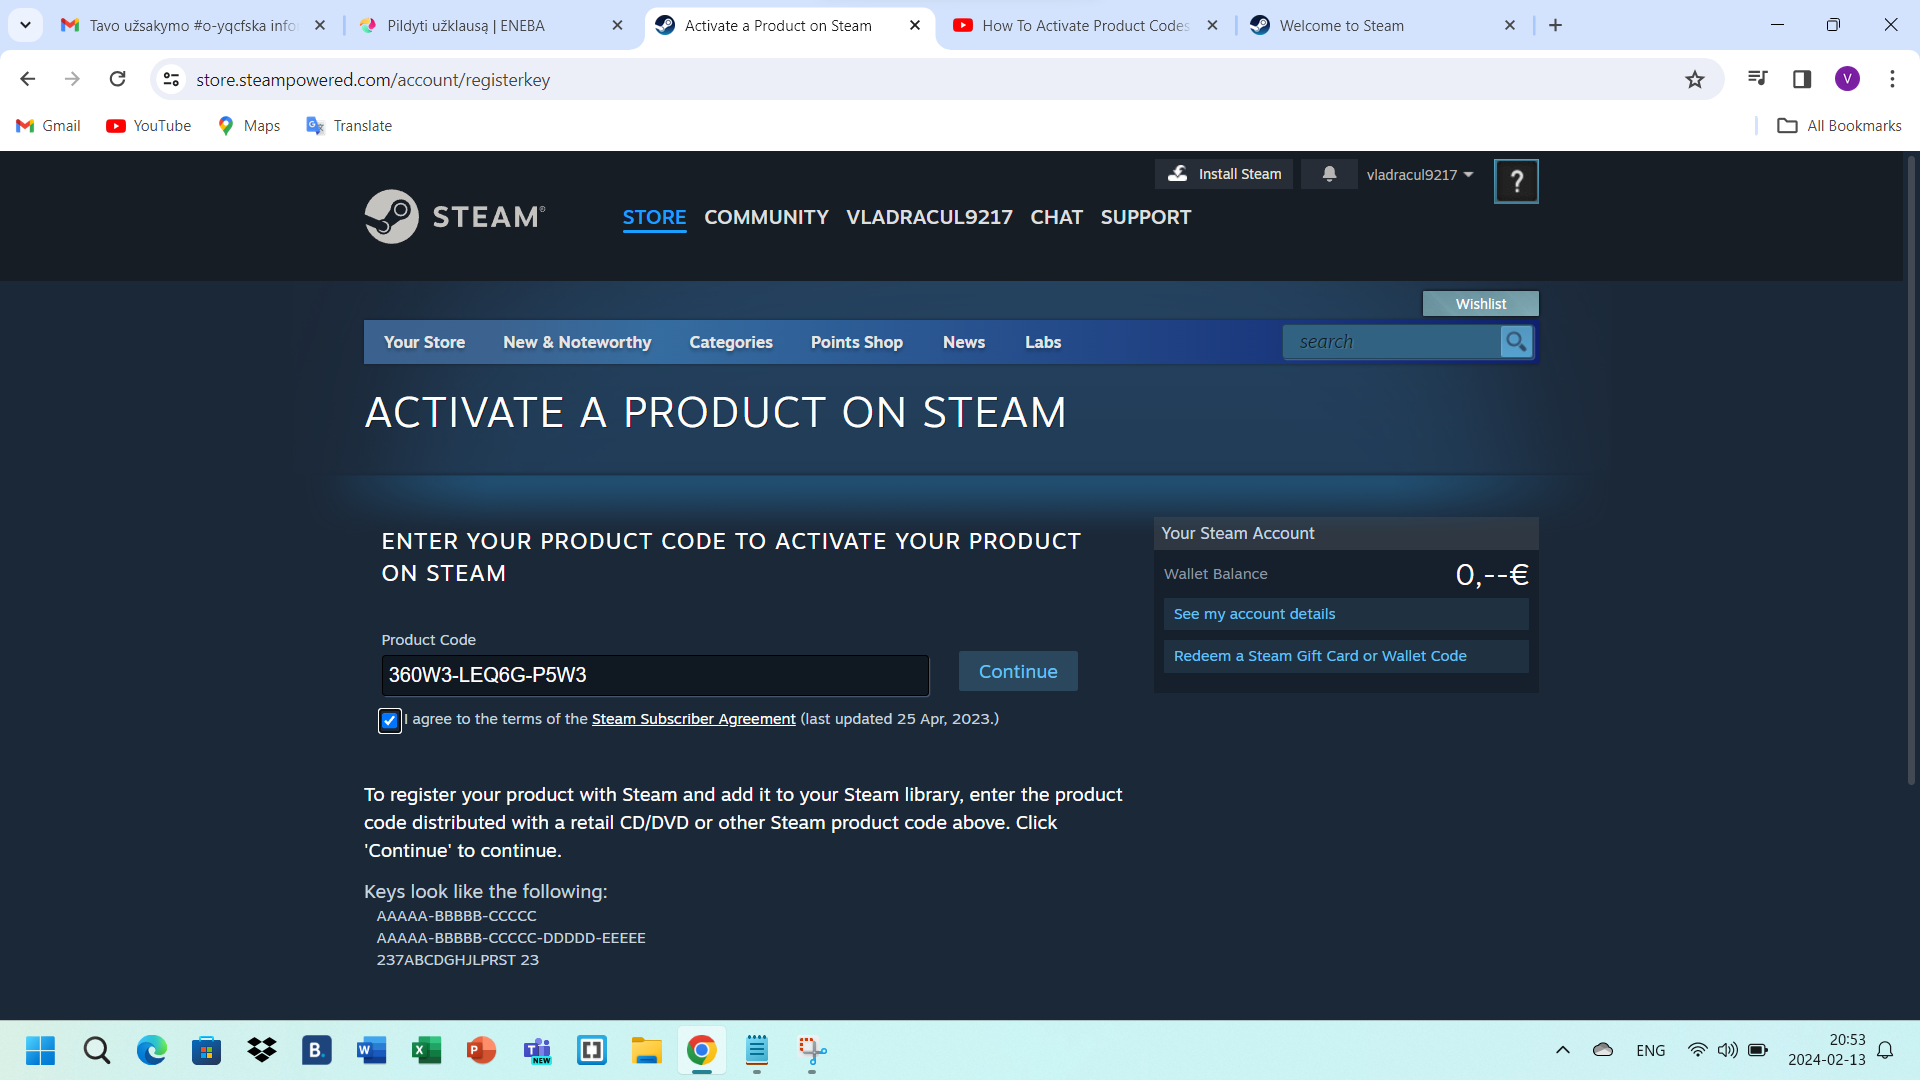 Tavo užsakymo #o-yqcfska info
Pildyti užklausą | ENEBA
Activate a Product on Steam
How To Activate Product Codes
Welcome to Steam
store.steampowered.com/account/registerkey
V
Gmail
YouTube
Maps
Translate
All Bookmarks
Install Steam
vladracul9217
?
STEAM®
STORE
COMMUNITY
VLADRACUL9217
CHAT
SUPPORT
Wishlist
Your Store
New & Noteworthy
Categories
Points Shop
News
Labs
search
ACTIVATE A PRODUCT ON STEAM
ENTER YOUR PRODUCT CODE TO ACTIVATE YOUR PRODUCT
ON STEAM
Product Code
360W3-LEQ6G-P5W3
Continue
I agree to the terms of the Steam Subscriber Agreement (last updated 25 Apr, 2023.)
Your Steam Account
Wallet Balance
0,--€
See my account details
Redeem a Steam Gift Card or Wallet Code
To register your product with Steam and add it to your Steam library, enter the product
code distributed with a retail CD/DVD or other Steam product code above. Click
'Continue' to continue.
Keys look like the following:
AAAAA-BBBBB-CCCCC
AAAAA-BBBBB-CCCCC-DDDDD-EEEEE
237ABCDGHJLPRST 23
B.
W
X
P
T
NEW
ENG
20:53
2024-02-13